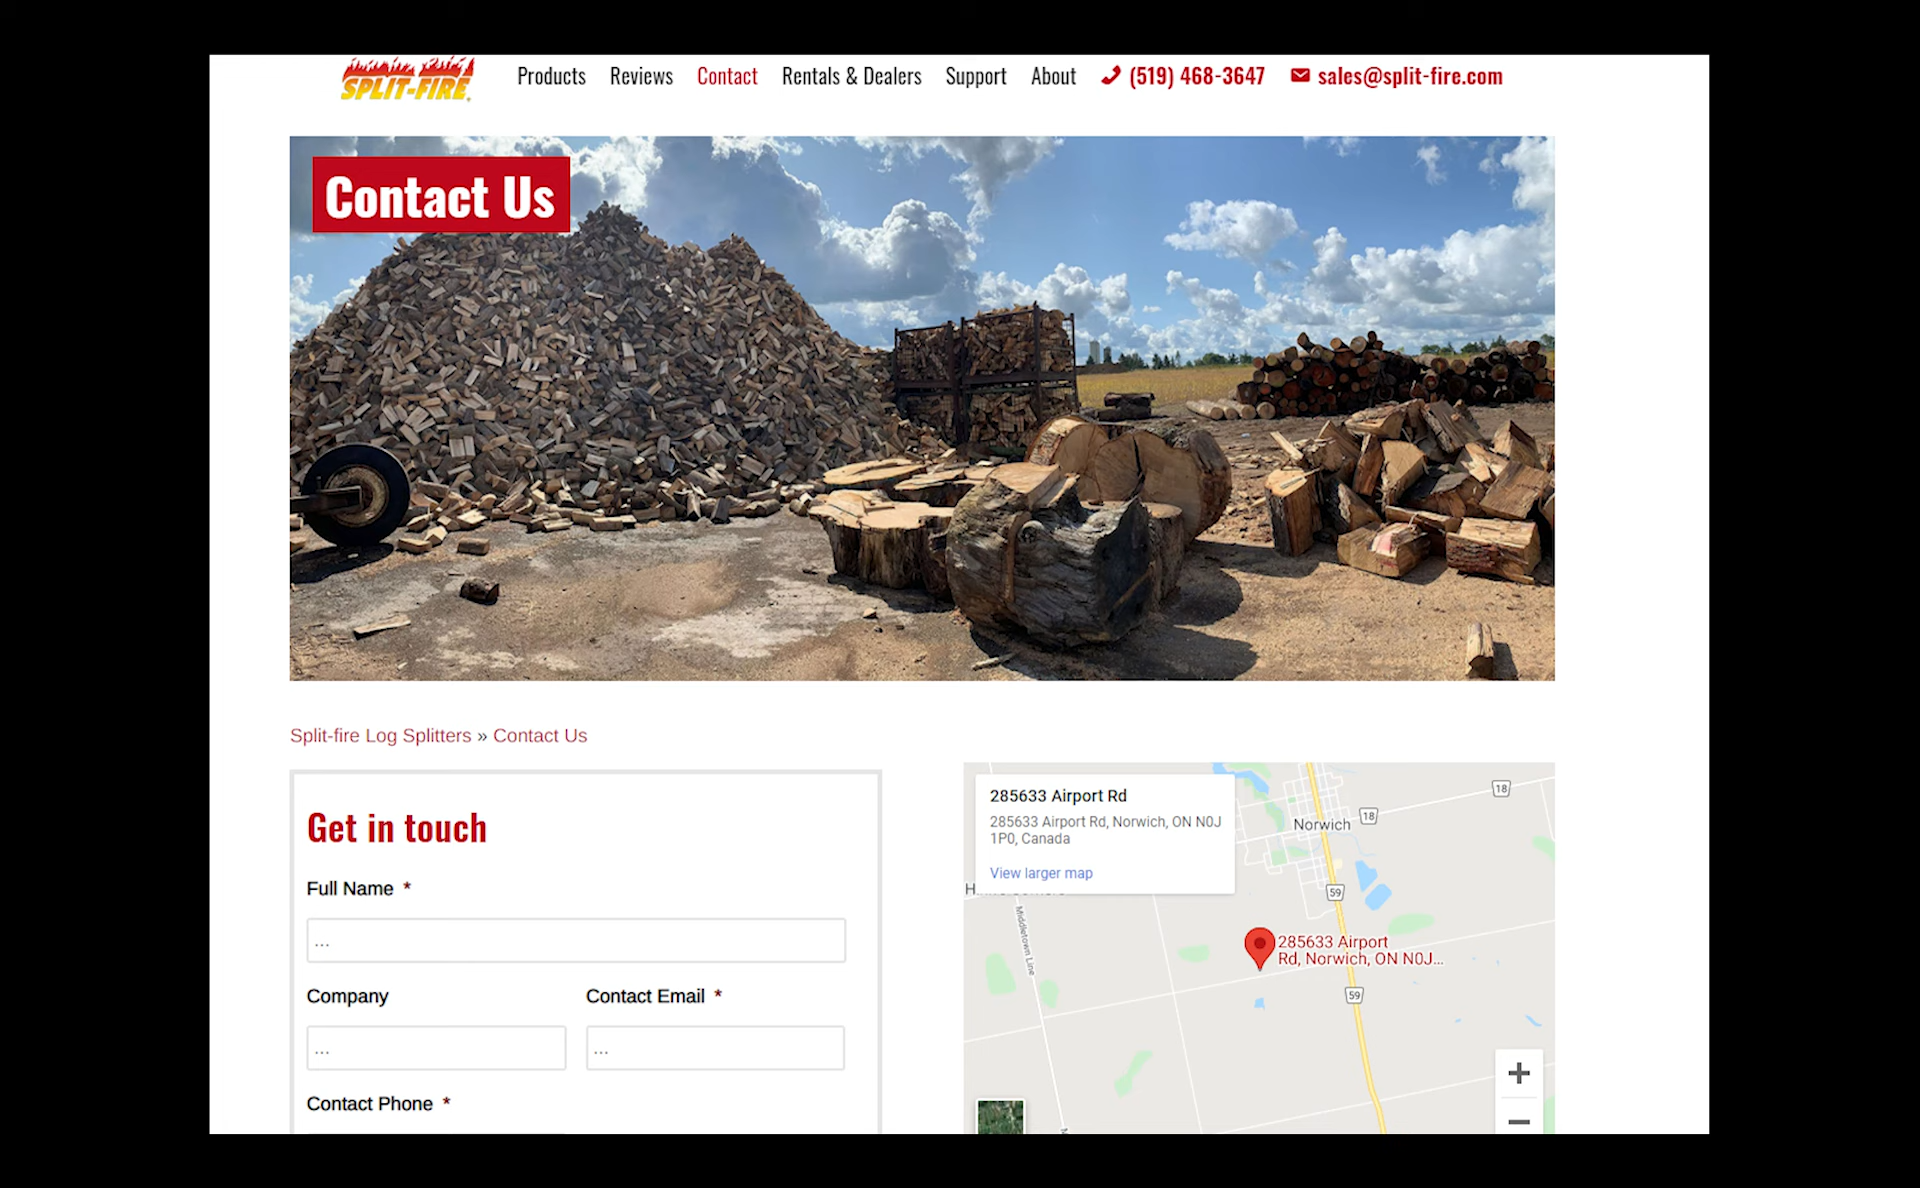 SPLIT-FIRE
Products Reviews Contact Rentals & Dealers Support About (519) 468-3647 sales@split-fire.com
Contact Us
Split-fire Log Splitters » Contact Us
Get in touch
Full Name *
...
Company Contact Email *
... ...
Contact Phone *
285633 Airport Rd
285633 Airport Rd, Norwich, ON N0J
1P0, Canada
View larger map
18
Norwich 18
59
Middletown Line
285633 Airport
Rd, Norwich, ON N0J...
59